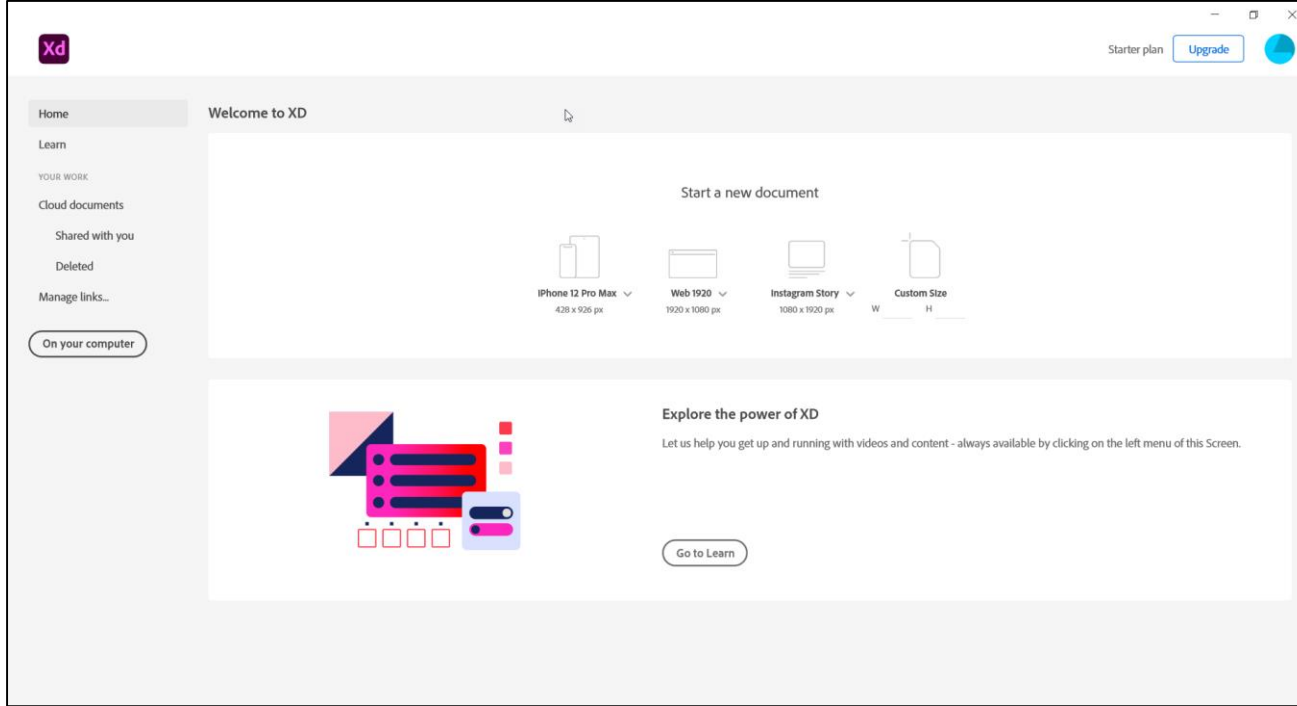 Xd
Starter plan
Upgrade
Home
Learn
YOUR WORK
Cloud documents
Shared with you
Deleted
Manage links...
On your computer
Welcome to XD
Start a new document
iPhone 12 Pro Max
428 x 926 px
Web 1920
1920 x 1080 px
Instagram Story
1080 x 1920 px
Custom Size
W
H
Explore the power of XD
Let us help you get up and running with videos and content - always available by clicking on the left menu of this Screen.
Go to Learn